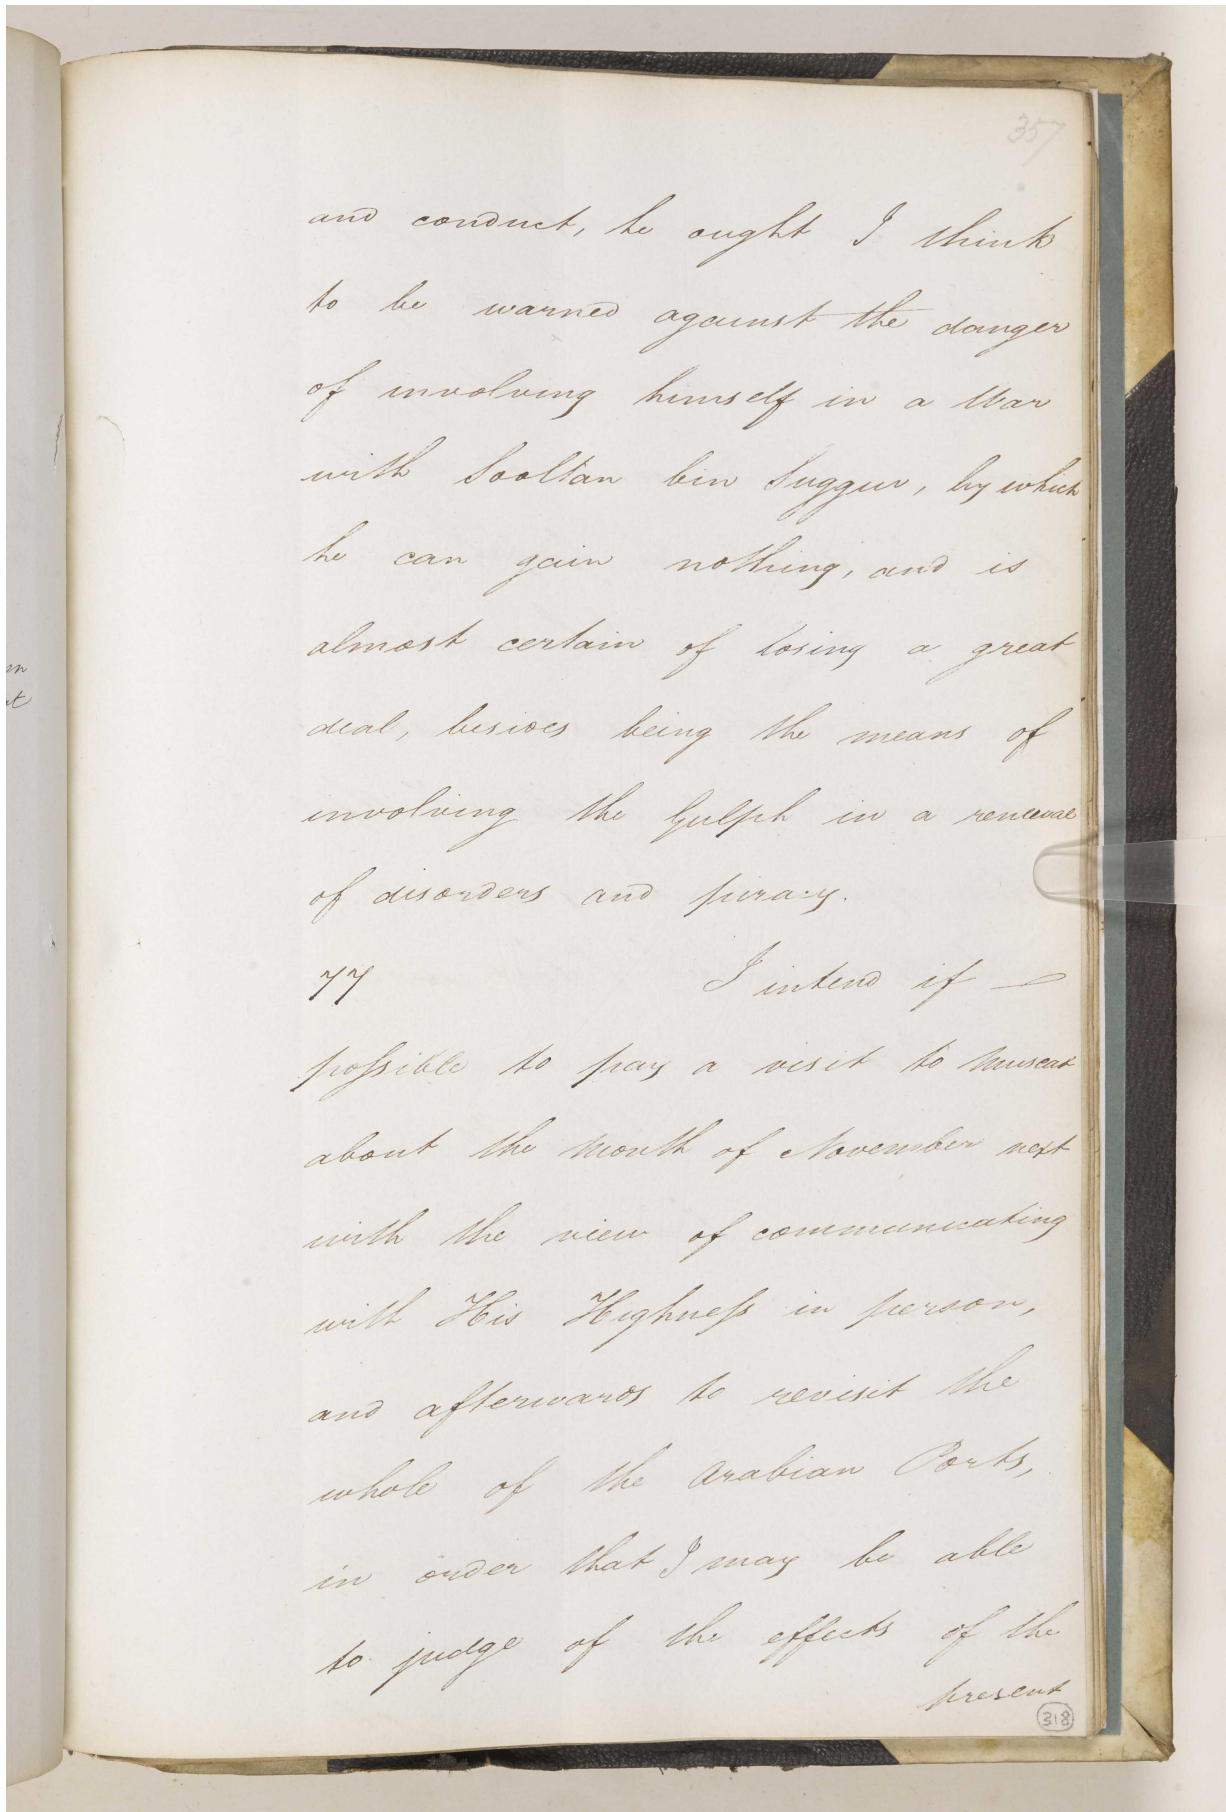 357
and conduct, he ought I think
to be warned against the danger
of involving himself in a War
with Sooltan bin Suggur, by which
he can gain nothing, and is
almost certain of losing a great
deal, besides being the means of
involving the Gulph in a renewal
of disorders and piracy.
77 I intend if —
possible to pay a visit to Muscat
about the Month of November next
with the view of communicating
with His Highness in person,
and afterwards to revisit the
whole of the Arabian Ports,
in order that I may be able
to judge of the effects of the
present
318